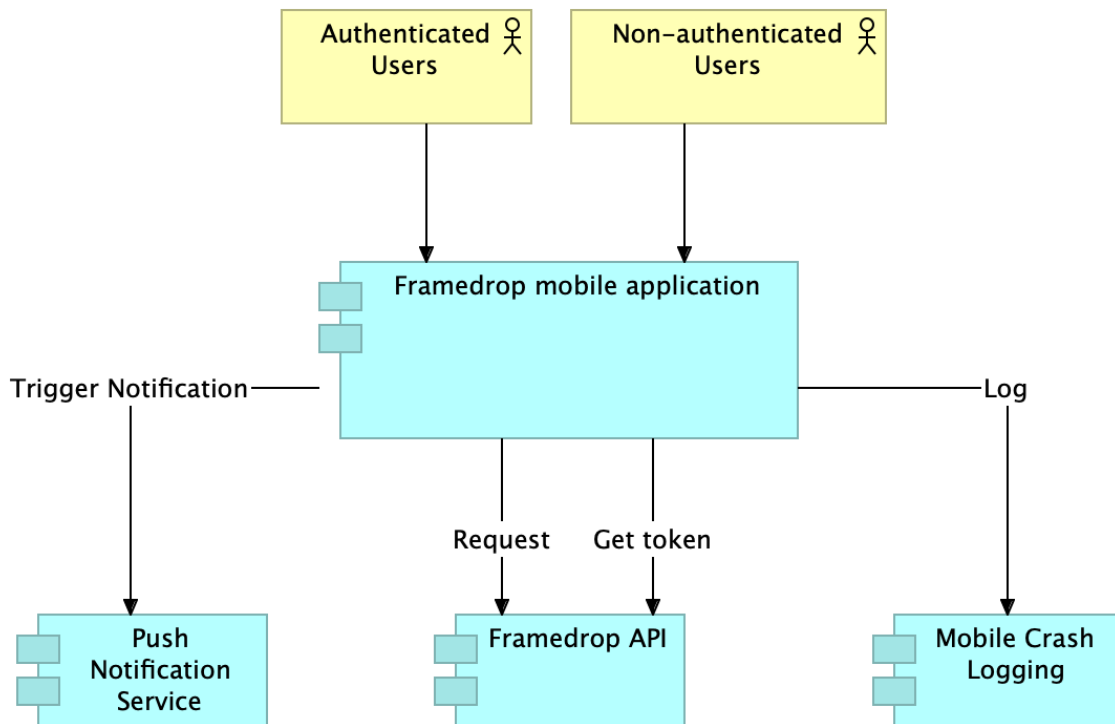 Authenticated
Users
Non-authenticated
Users
Framedrop mobile application
Trigger Notification
Log
Request
Get token
Push
Notification
Service
Framedrop API
Mobile Crash
Logging